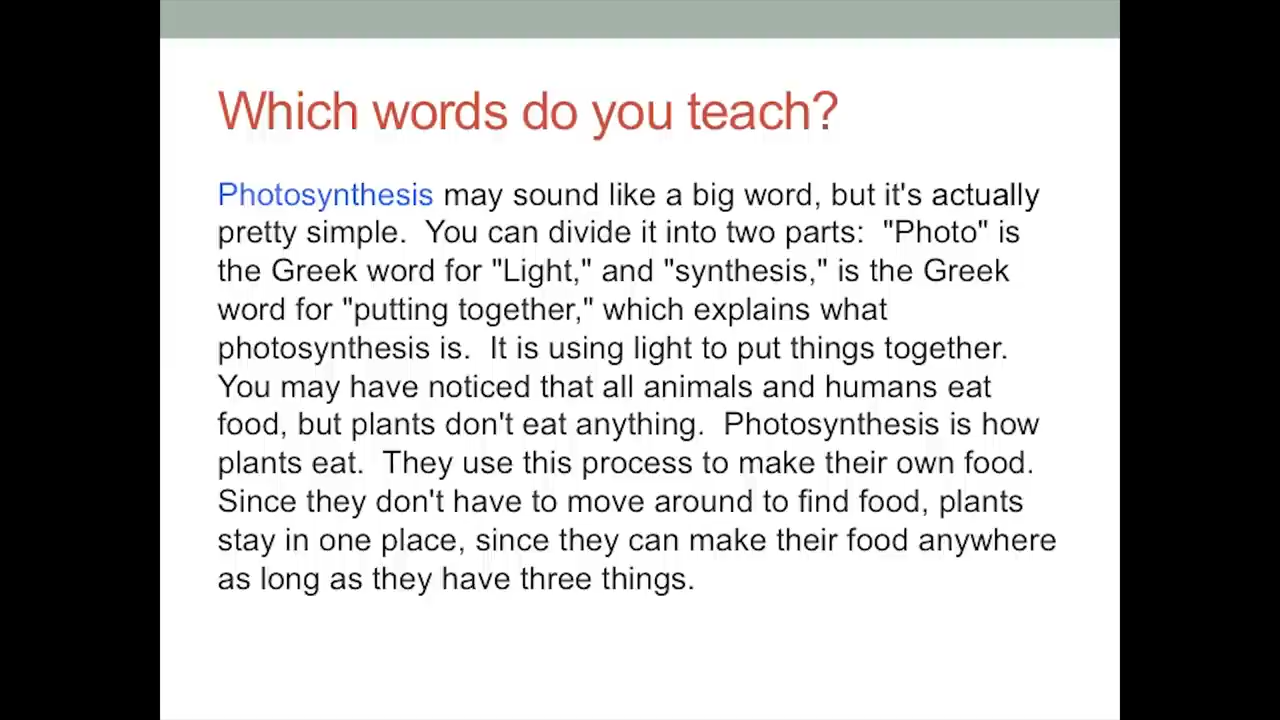 Which words do you teach?
Photosynthesis may sound like a big word, but it's actually
pretty simple.  You can divide it into two parts:  "Photo" is
the Greek word for "Light," and "synthesis," is the Greek
word for "putting together," which explains what
photosynthesis is.  It is using light to put things together.
You may have noticed that all animals and humans eat
food, but plants don't eat anything.  Photosynthesis is how
plants eat.  They use this process to make their own food.
Since they don't have to move around to find food, plants
stay in one place, since they can make their food anywhere
as long as they have three things.